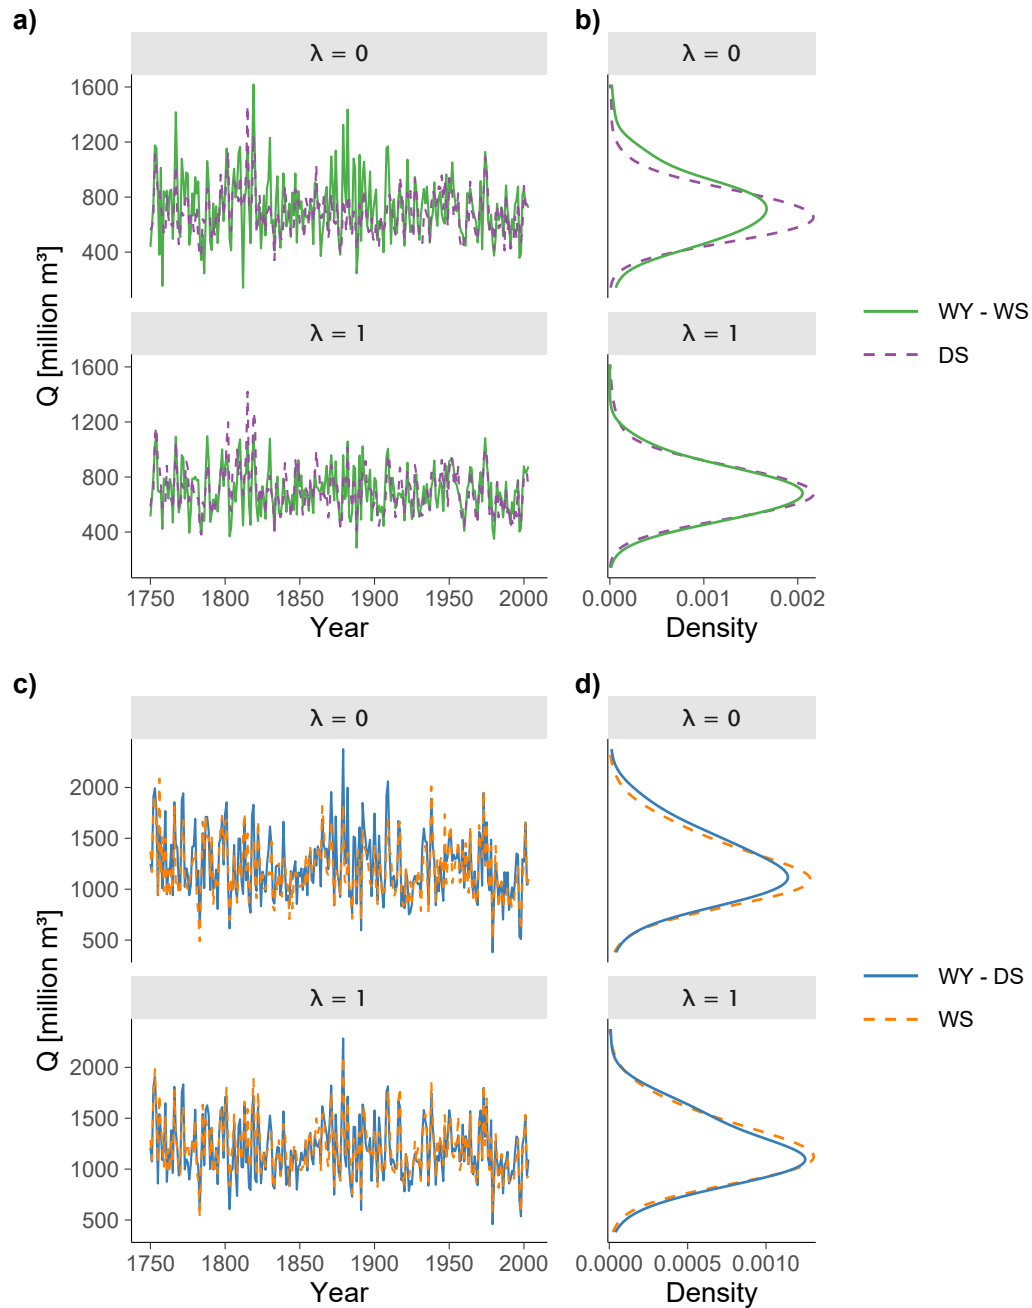 a)
b)
λ = 0
λ = 0
1600
1200
800
400
λ = 1
λ = 1
1600
1200
800
400
Q [million m³]
WY - WS
DS
1750 1800 1850 1900 1950 2000
0.000 0.001 0.002
Year
Density
c)
d)
λ = 0
λ = 0
2000
1500
1000
500
λ = 1
λ = 1
2000
1500
1000
500
Q [million m³]
WY - DS
WS
1750 1800 1850 1900 1950 2000
0.0000 0.0005 0.0010
Year
Density